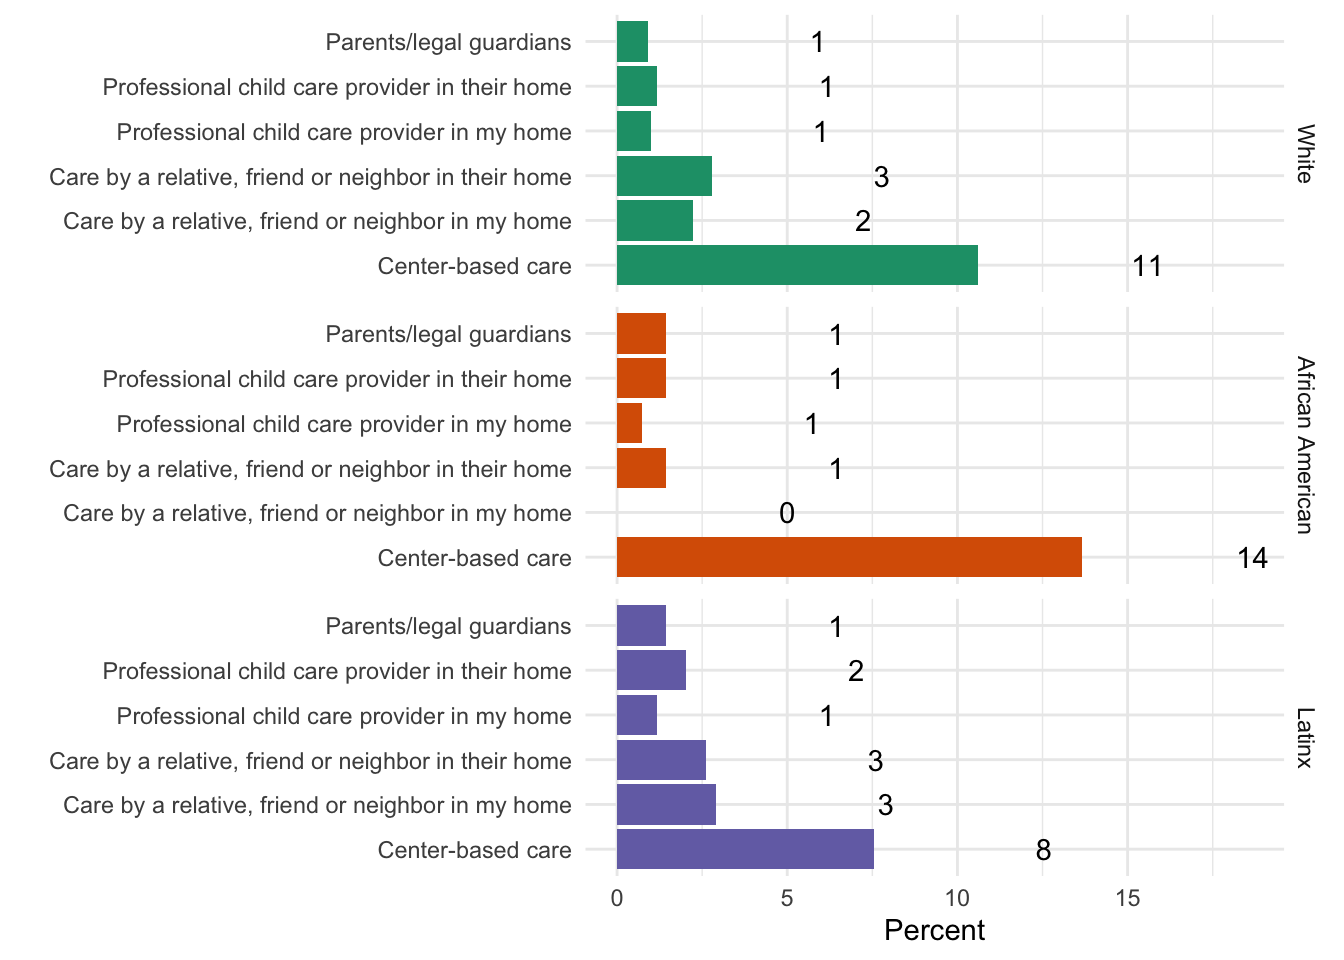 Parents/legal guardians 1
Professional child care provider in their home 1
Professional child care provider in my home 1
Care by a relative, friend or neighbor in their home 3
Care by a relative, friend or neighbor in my home 2
Center-based care 11
White
Parents/legal guardians 1
Professional child care provider in their home 1
Professional child care provider in my home 1
Care by a relative, friend or neighbor in their home 1
Care by a relative, friend or neighbor in my home 0
Center-based care 14
African American
Parents/legal guardians 1
Professional child care provider in their home 2
Professional child care provider in my home 1
Care by a relative, friend or neighbor in their home 3
Care by a relative, friend or neighbor in my home 3
Center-based care 8
Latinx
0 5 10 15
Percent